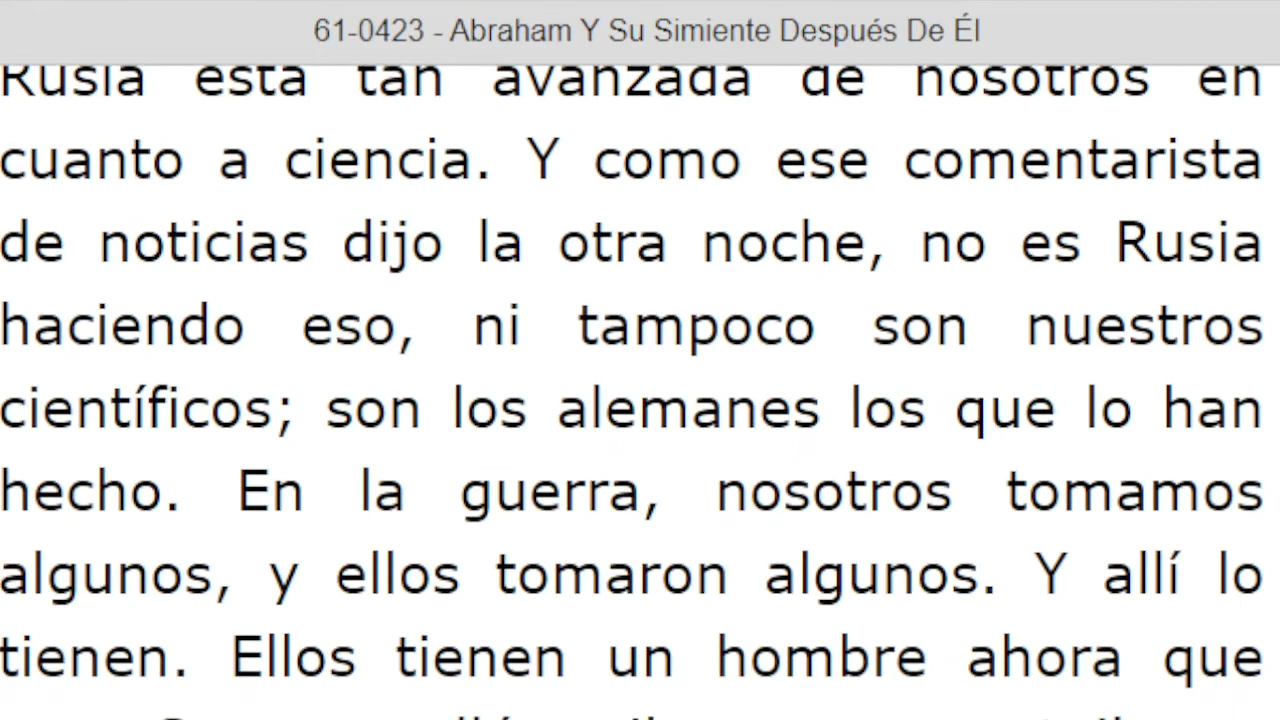 61-0423 - Abraham Y Su Simiente Después De Él
Rusia está tan avanzada de nosotros en
cuanto a ciencia. Y como ese comentarista
de noticias dijo la otra noche, no es Rusia
haciendo eso, ni tampoco son nuestros
científicos; son los alemanes los que lo han
hecho. En la guerra, nosotros tomamos
algunos, y ellos tomaron algunos. Y allí lo
tienen. Ellos tienen un hombre ahora que